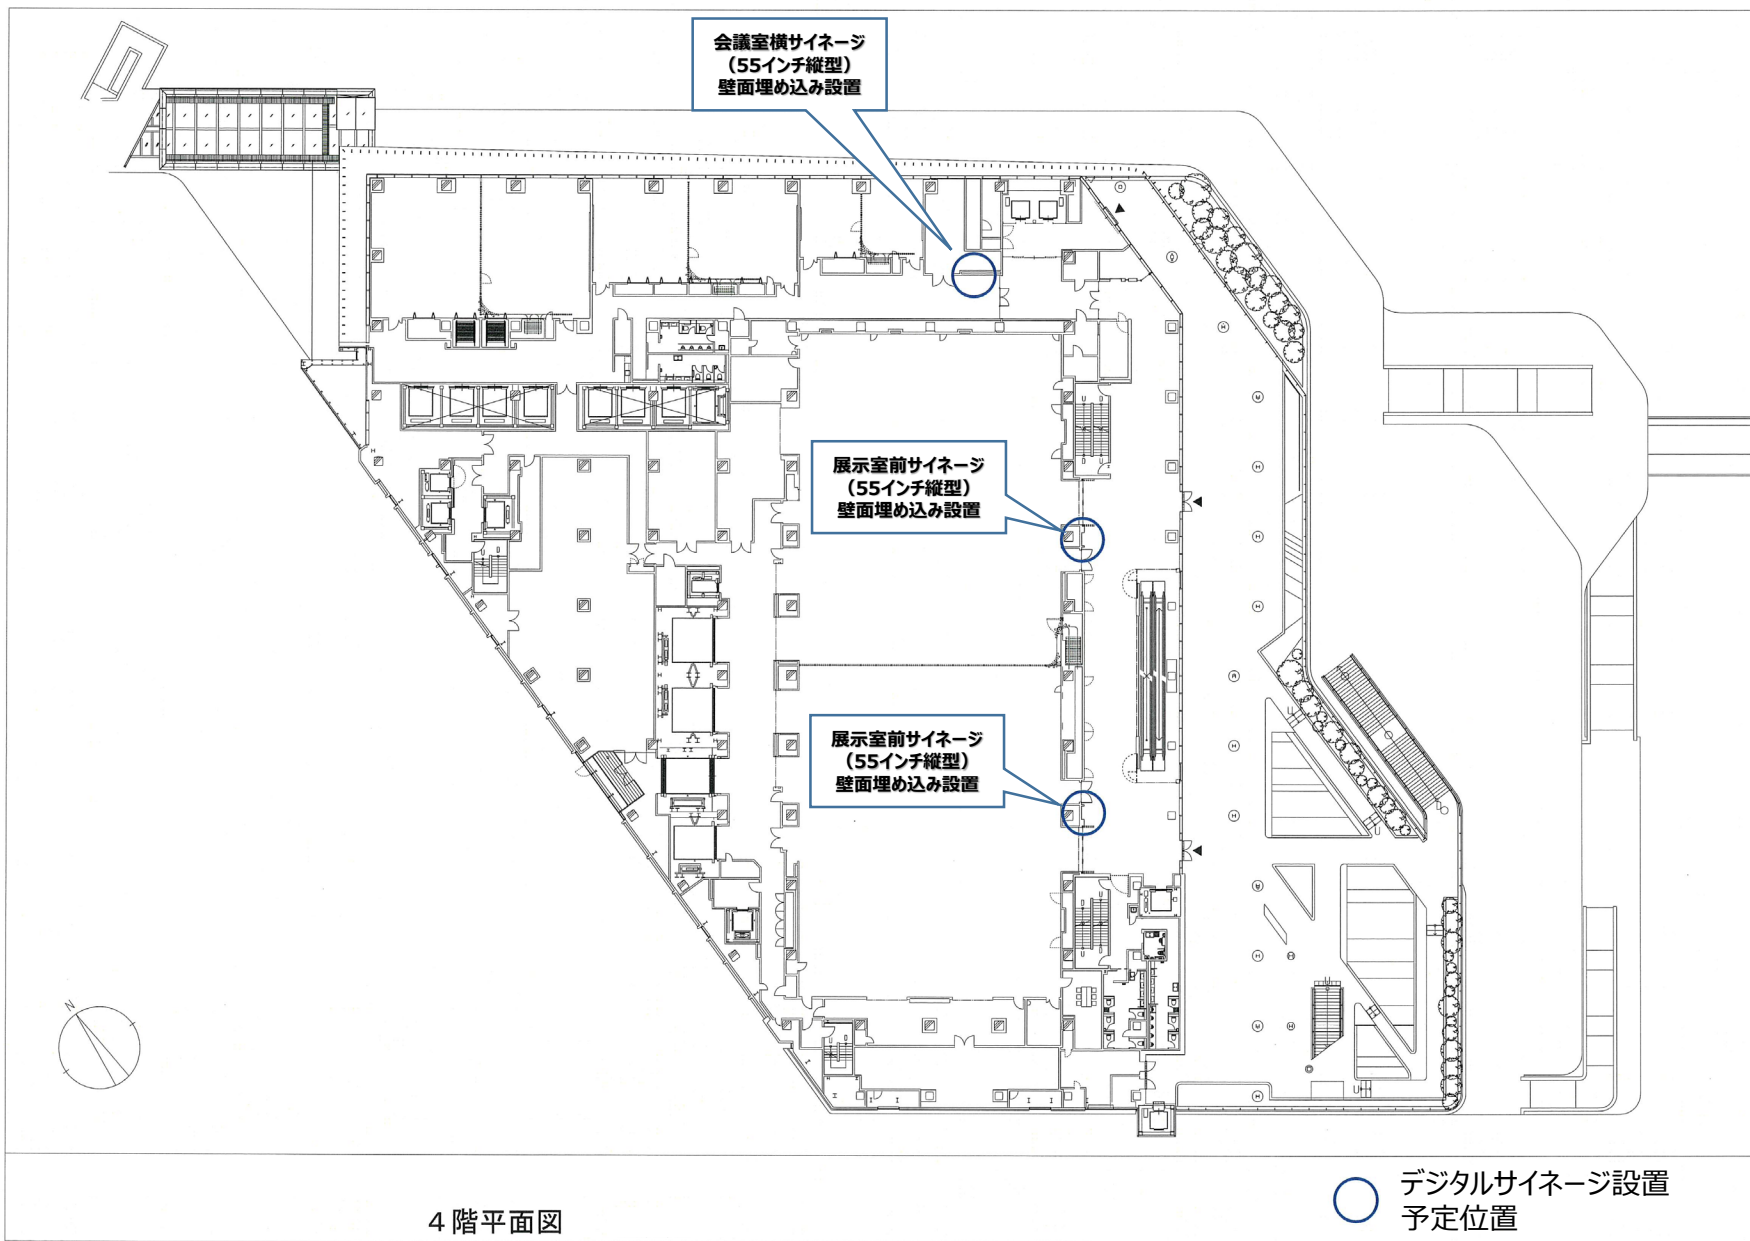 会議室横サイネージ
（55インチ縦型）
壁面埋め込み設置
展示室前サイネージ
（55インチ縦型）
壁面埋め込み設置
展示室前サイネージ
（55インチ縦型）
壁面埋め込み設置
N
デジタルサイネージ設置
予定位置
４階平面図